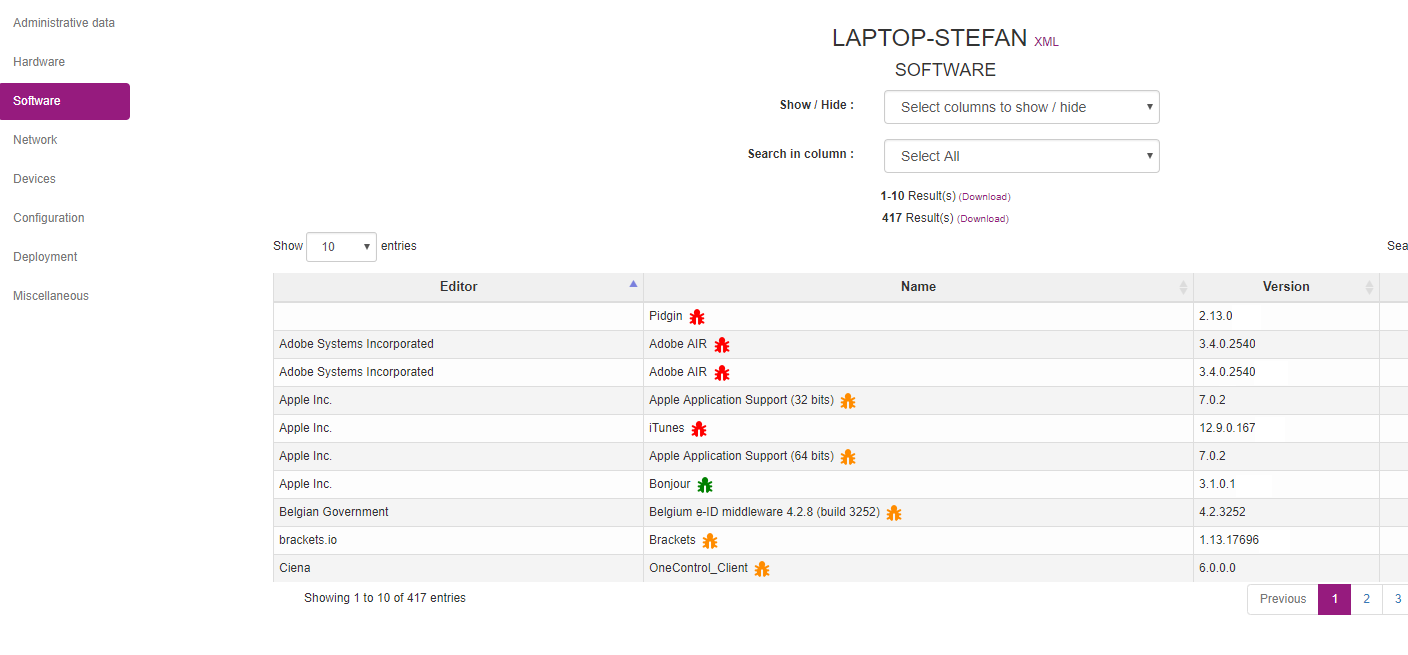 Administrative data
Hardware
Software
Network
Devices
Configuration
Deployment
Miscellaneous
LAPTOP-STEFAN XML
SOFTWARE
Show / Hide : Select columns to show / hide
Search in column : Select All
1-10 Result(s) (Download)
417 Result(s) (Download)
Show 10 entries
Sea
Editor Name Version
Pidgin 2.13.0
Adobe Systems Incorporated Adobe AIR 3.4.0.2540
Adobe Systems Incorporated Adobe AIR 3.4.0.2540
Apple Inc. Apple Application Support (32 bits) 7.0.2
Apple Inc. iTunes 12.9.0.167
Apple Inc. Apple Application Support (64 bits) 7.0.2
Apple Inc. Bonjour 3.1.0.1
Belgian Government Belgium e-ID middleware 4.2.8 (build 3252) 4.2.3252
brackets.io Brackets 1.13.17696
Ciena OneControl_Client 6.0.0.0
Showing 1 to 10 of 417 entries
Previous 1 2 3